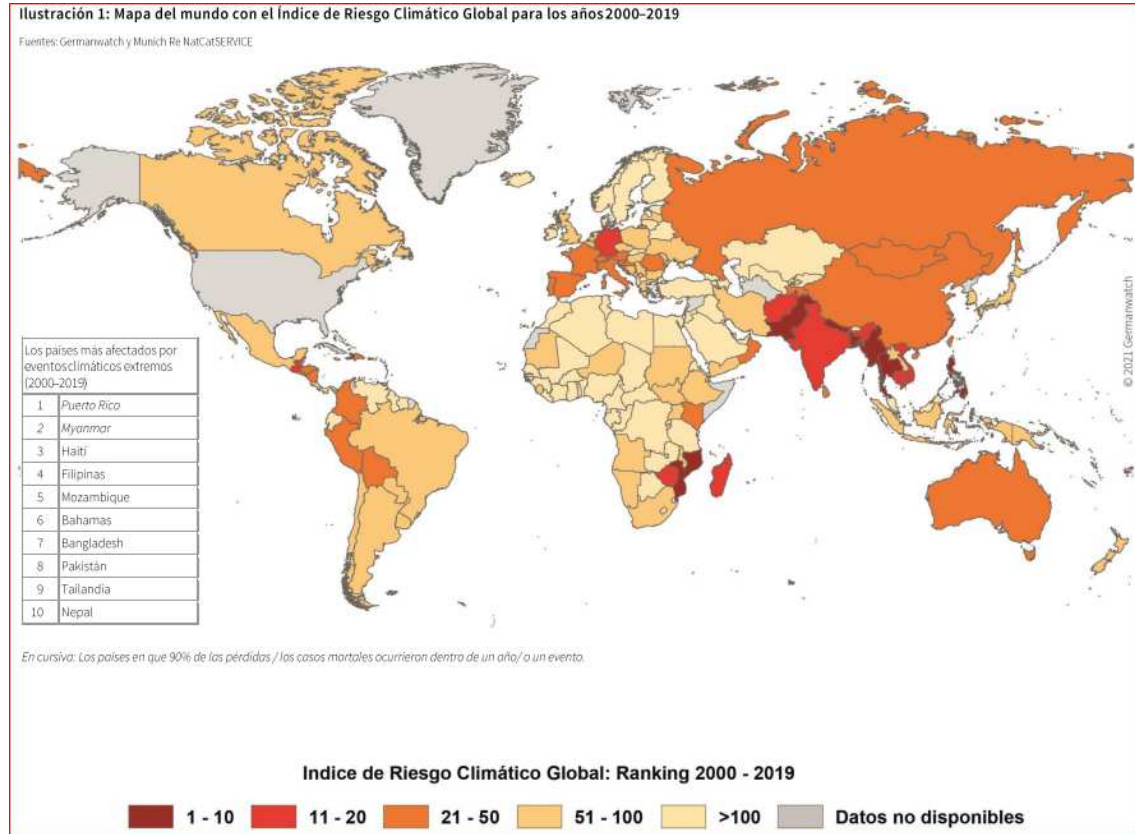 Ilustración 1: Mapa del mundo con el Índice de Riesgo Climático Global para los años 2000–2019
Fuentes: Germanwatch y Munich Re NatCatSERVICE
Los países más afectados por
eventosclimáticos extremos
(2000–2019)
1 Puerto Rico
2 Myanmar
3 Haití
4 Filipinas
5 Mozambique
6 Bahamas
7 Bangladesh
8 Pakistán
9 Tailandia
10 Nepal
© 2021 Germanwatch
En cursiva: Los países en que 90% de las pérdidas / los casos mortales ocurrieron dentro de un año/ o un evento.
Indice de Riesgo Climático Global: Ranking 2000 - 2019
1 - 10 11 - 20 21 - 50 51 - 100 >100 Datos no disponibles